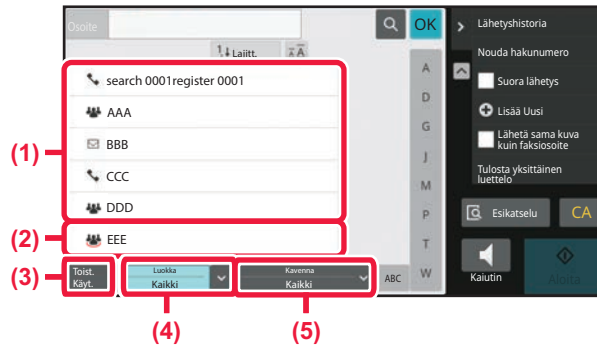 Osoite
OK
1 Lajitt.
A
search 0001register 0001
AAA
BBB
CCC
DDD
EEE
A
D
G
J
M
P
T
W
Toist.
Käyt.
Luokka
Kaikki
Kavenna
Kaikki
ABC
Lähetyshistoria
Nouda hakunumero
Suora lähetys
Lisää Uusi
Lähetä sama kuva
kuin faksiosoite
Tulosta yksittäinen
luettelo
Esikatselu
CA
Kaiutin
Aloita
(1)
(2)
(3)
(4)
(5)